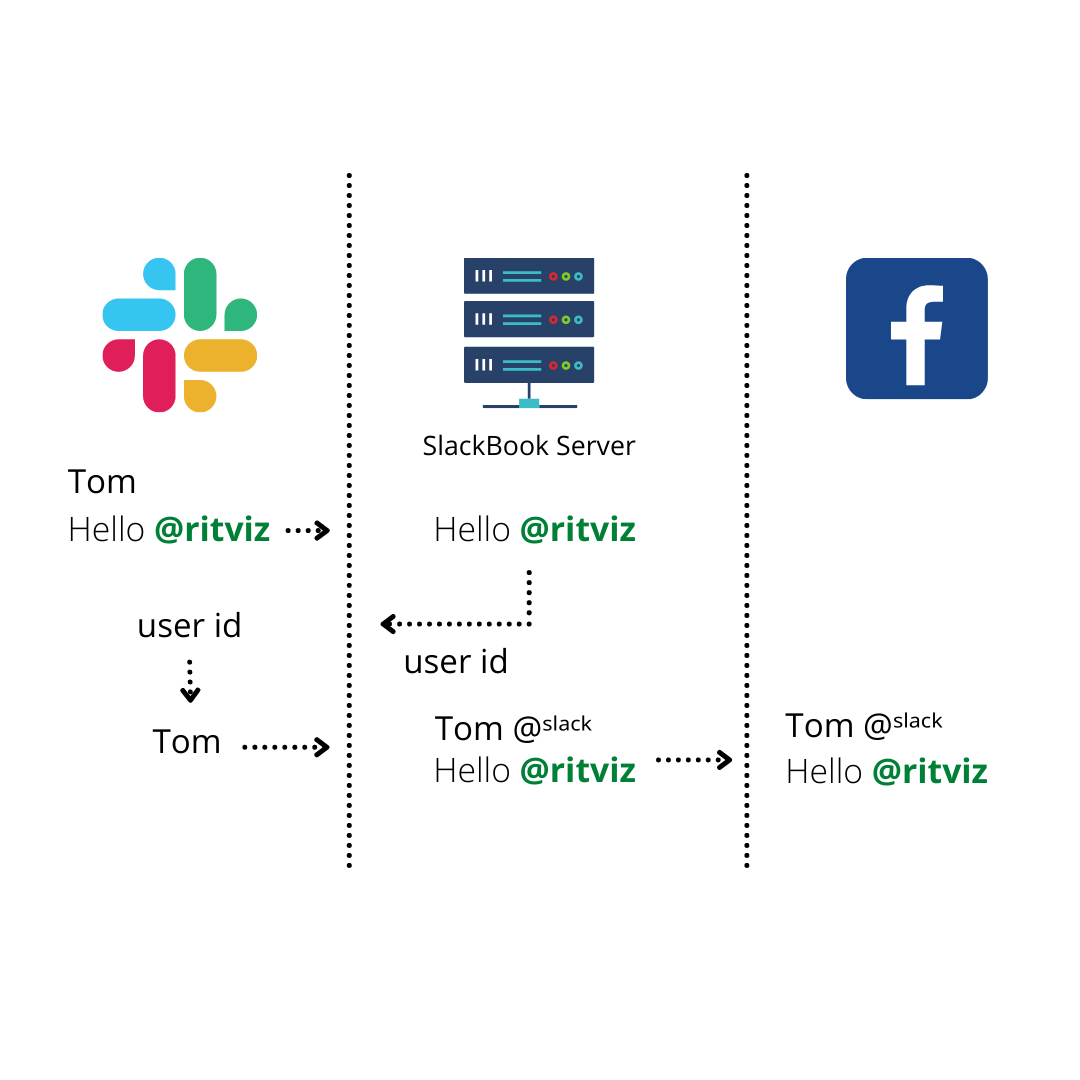 SlackBook Server
Tom
Hello @ritviz
Hello @ritviz
user id
user id
Tom
Tom @slack
Hello @ritviz
Tom @slack
Hello @ritviz